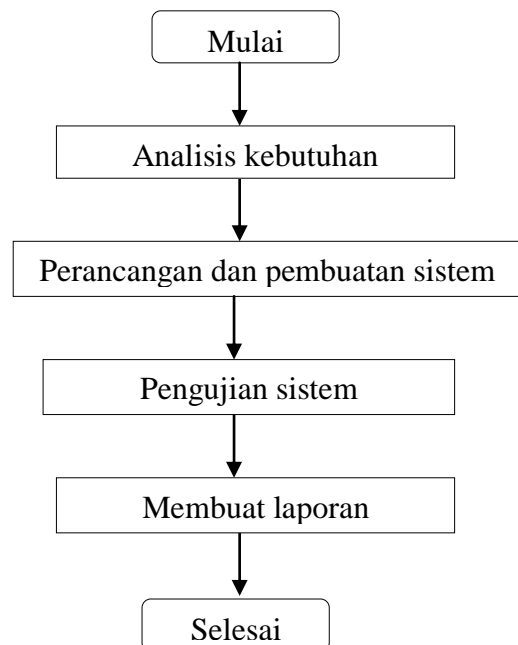 Mulai
Analisis kebutuhan
Perancangan dan pembuatan sistem
Pengujian sistem
Membuat laporan
Selesai